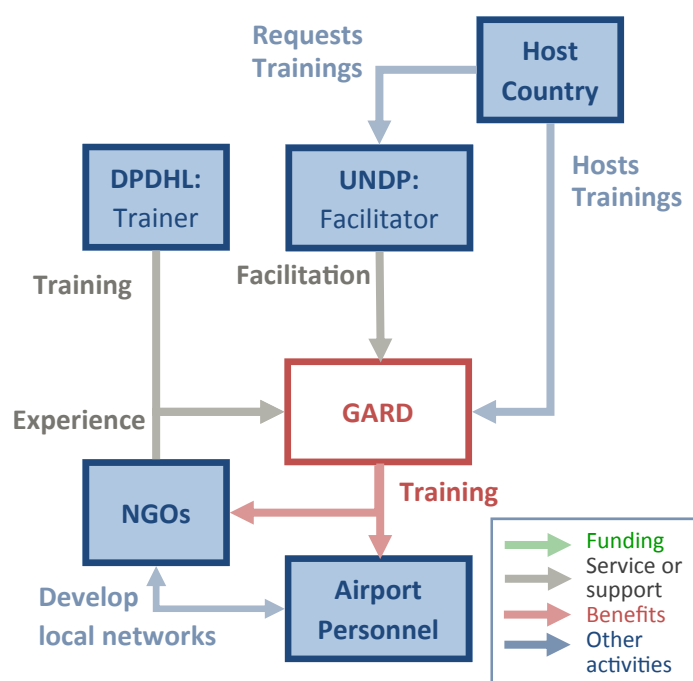 Requests
Trainings
Host
Country
DPDHL:
Trainer
UNDP:
Facilitator
Hosts
Trainings
Training
Facilitation
Experience
GARD
Training
NGOs
Develop
local networks
Airport
Personnel
Funding
Service or
support
Benefits
Other
activities